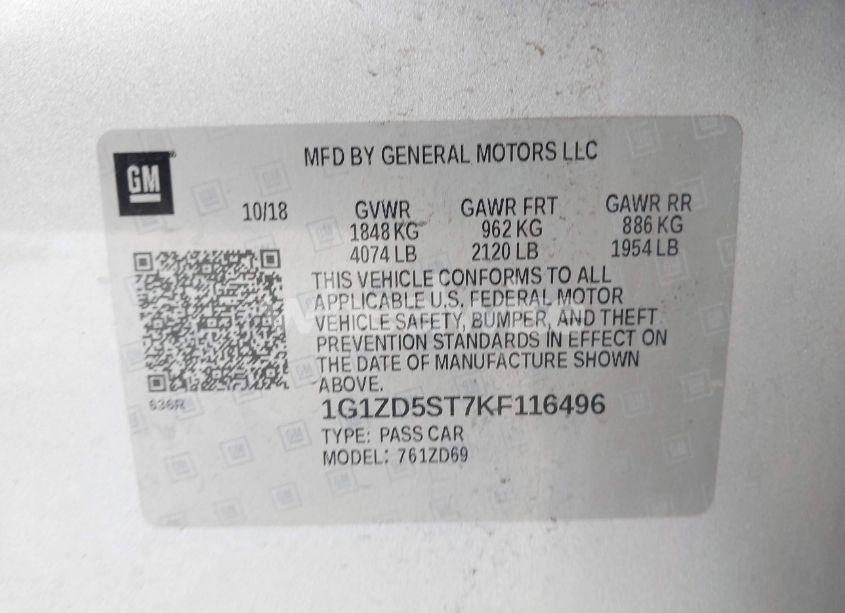 MFD BY GENERAL MOTORS LLC
GM
10/18 GVWR GAWR FRT GAWR RR
1848 KG 962 KG 886 KG
4074 LB 2120 LB 1954 LB
THIS VEHICLE CONFORMS TO ALL
APPLICABLE U.S. FEDERAL MOTOR
VEHICLE SAFETY, BUMPER, AND THEFT
PREVENTION STANDARDS IN EFFECT ON
THE DATE OF MANUFACTURE SHOWN
ABOVE.
636R
1G1ZD5ST7KF116496
TYPE: PASS CAR
MODEL: 761ZD69